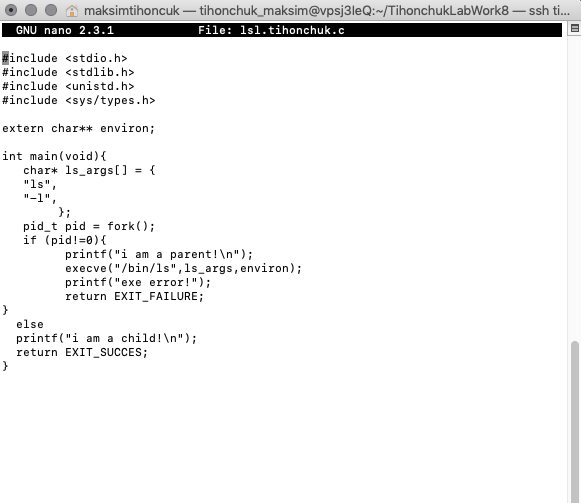 maksimtihoncuk — tihonchuk_maksim@vpsj3IeQ:~/TihonchukLabWork8 — ssh ti...
GNU nano 2.3.1 File: lsl.tihonchuk.c
#include <stdio.h>
#include <stdlib.h>
#include <unistd.h>
#include <sys/types.h>
extern char** environ;
int main(void){
char* ls_args[] = {
"ls",
"-l",
};
pid_t pid = fork();
if (pid!=0){
printf("i am a parent!\n");
execve("/bin/ls",ls_args,environ);
printf("exe error!");
return EXIT_FAILURE;
}
else
printf("i am a child!\n");
return EXIT_SUCCES;
}